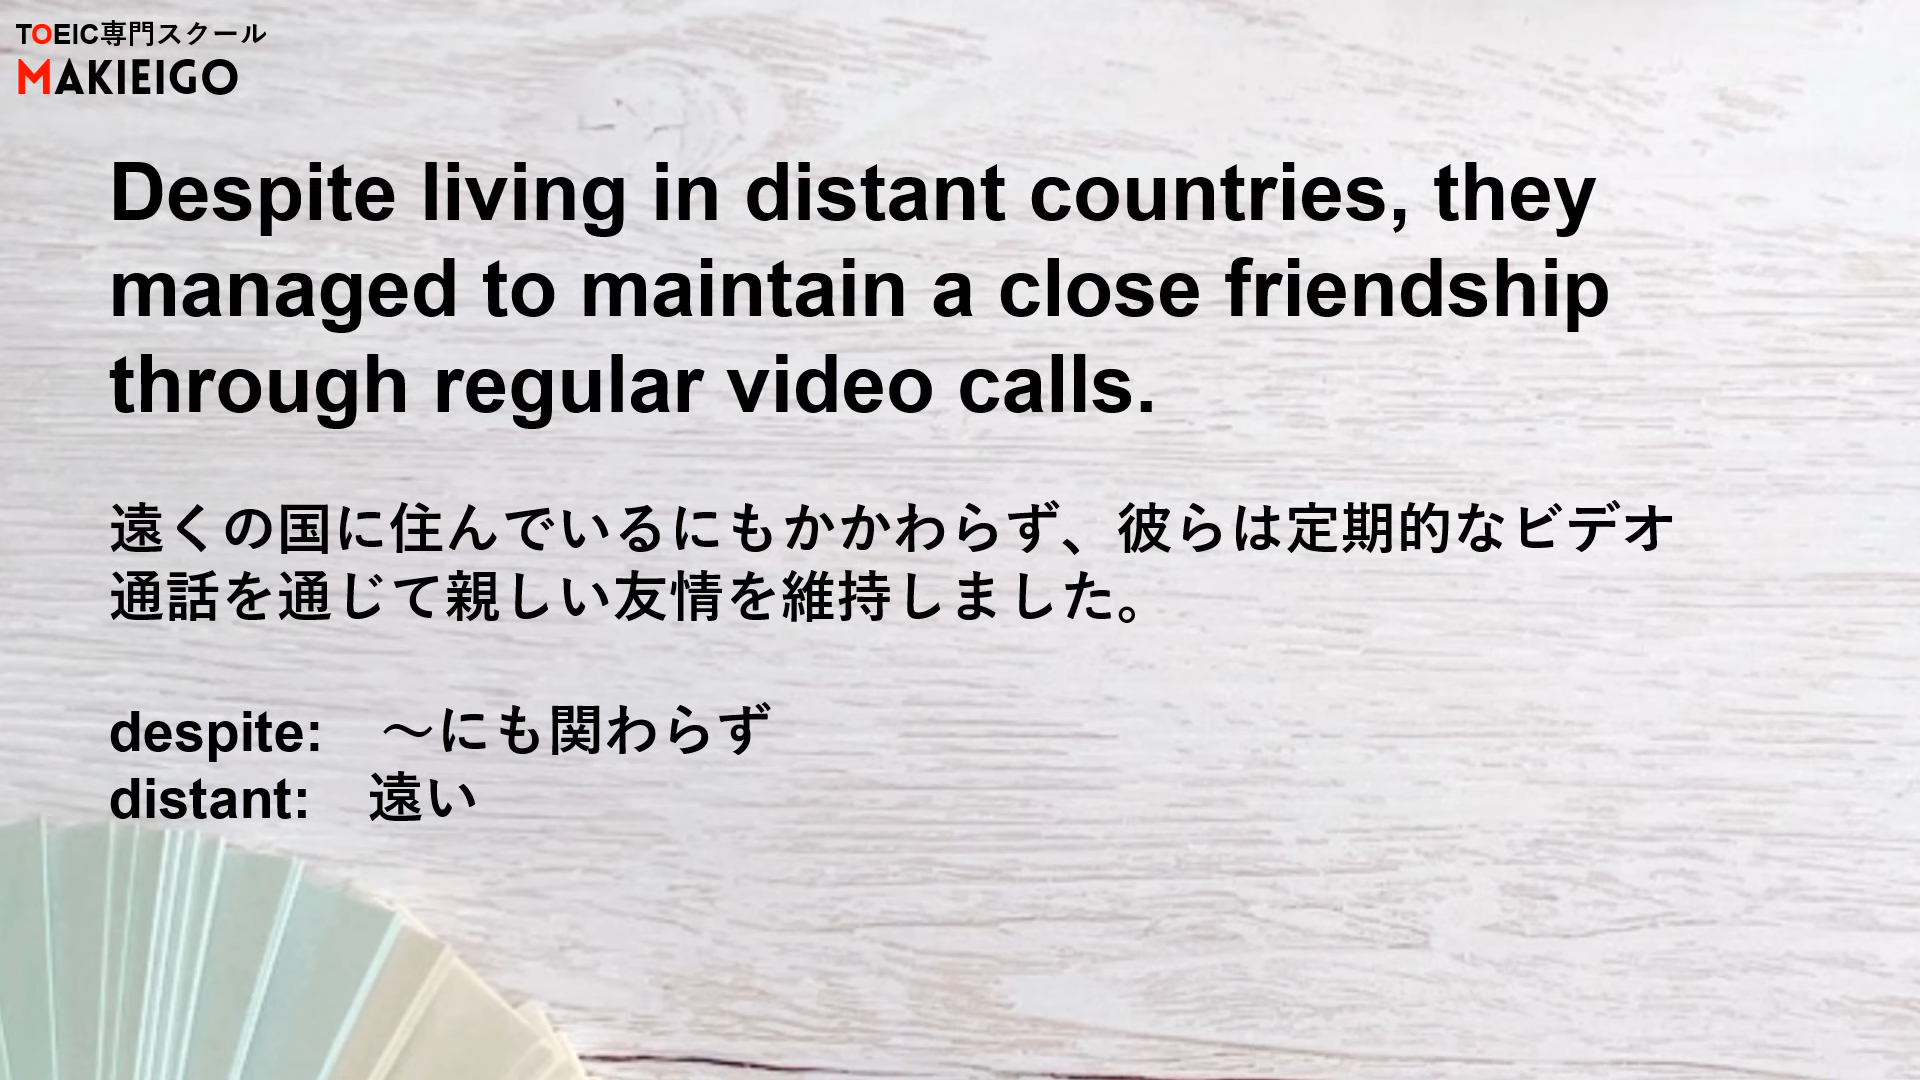 TOEIC専門スクール
MAKIEIGO
Despite living in distant countries, they
managed to maintain a close friendship
through regular video calls.
遠くの国に住んでいるにもかかわらず、彼らは定期的なビデオ
通話を通じて親しい友情を維持しました。
despite:　～にも関わらず
distant:　遠い